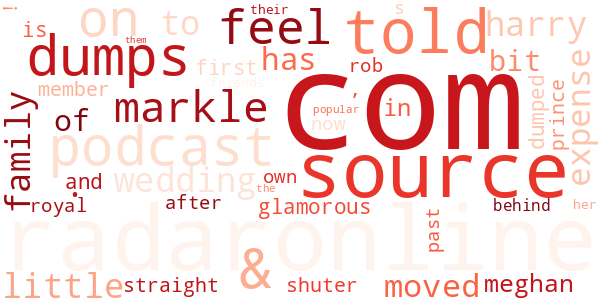 is on to feel told s their harry
them
dumps first has rob bit
member friends
family of markle com popular , in now dumped prince expense
podcast source
and wedding own the
royal after glamorous past behind her
radaronline
little straight & shuter moved meghan